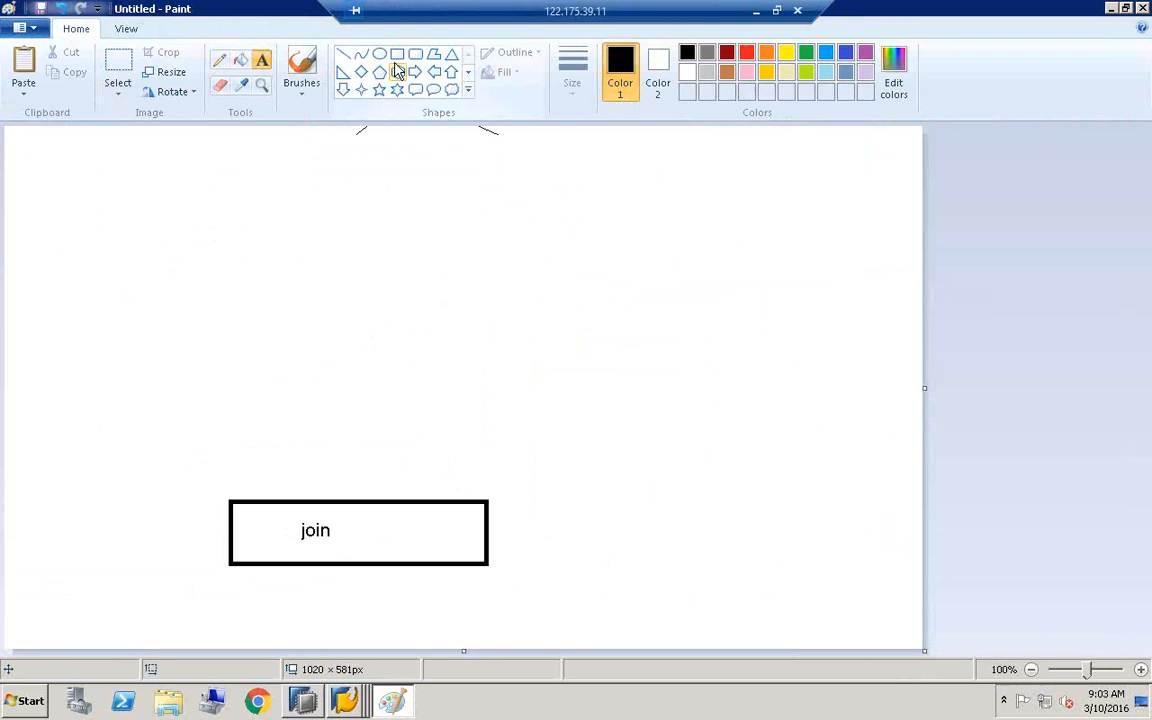 Untitled - Paint
122.175.39.11
Home
View
Paste
Cut
Copy
Clipboard
Select
Crop
Resize
Rotate
Image
A
Tools
Brushes
Outline
Fill
Shapes
Size
Color
1
Color
2
Edit
colors
Colors
join
1020 × 581px
100%
Start
9:03 AM
3/10/2016